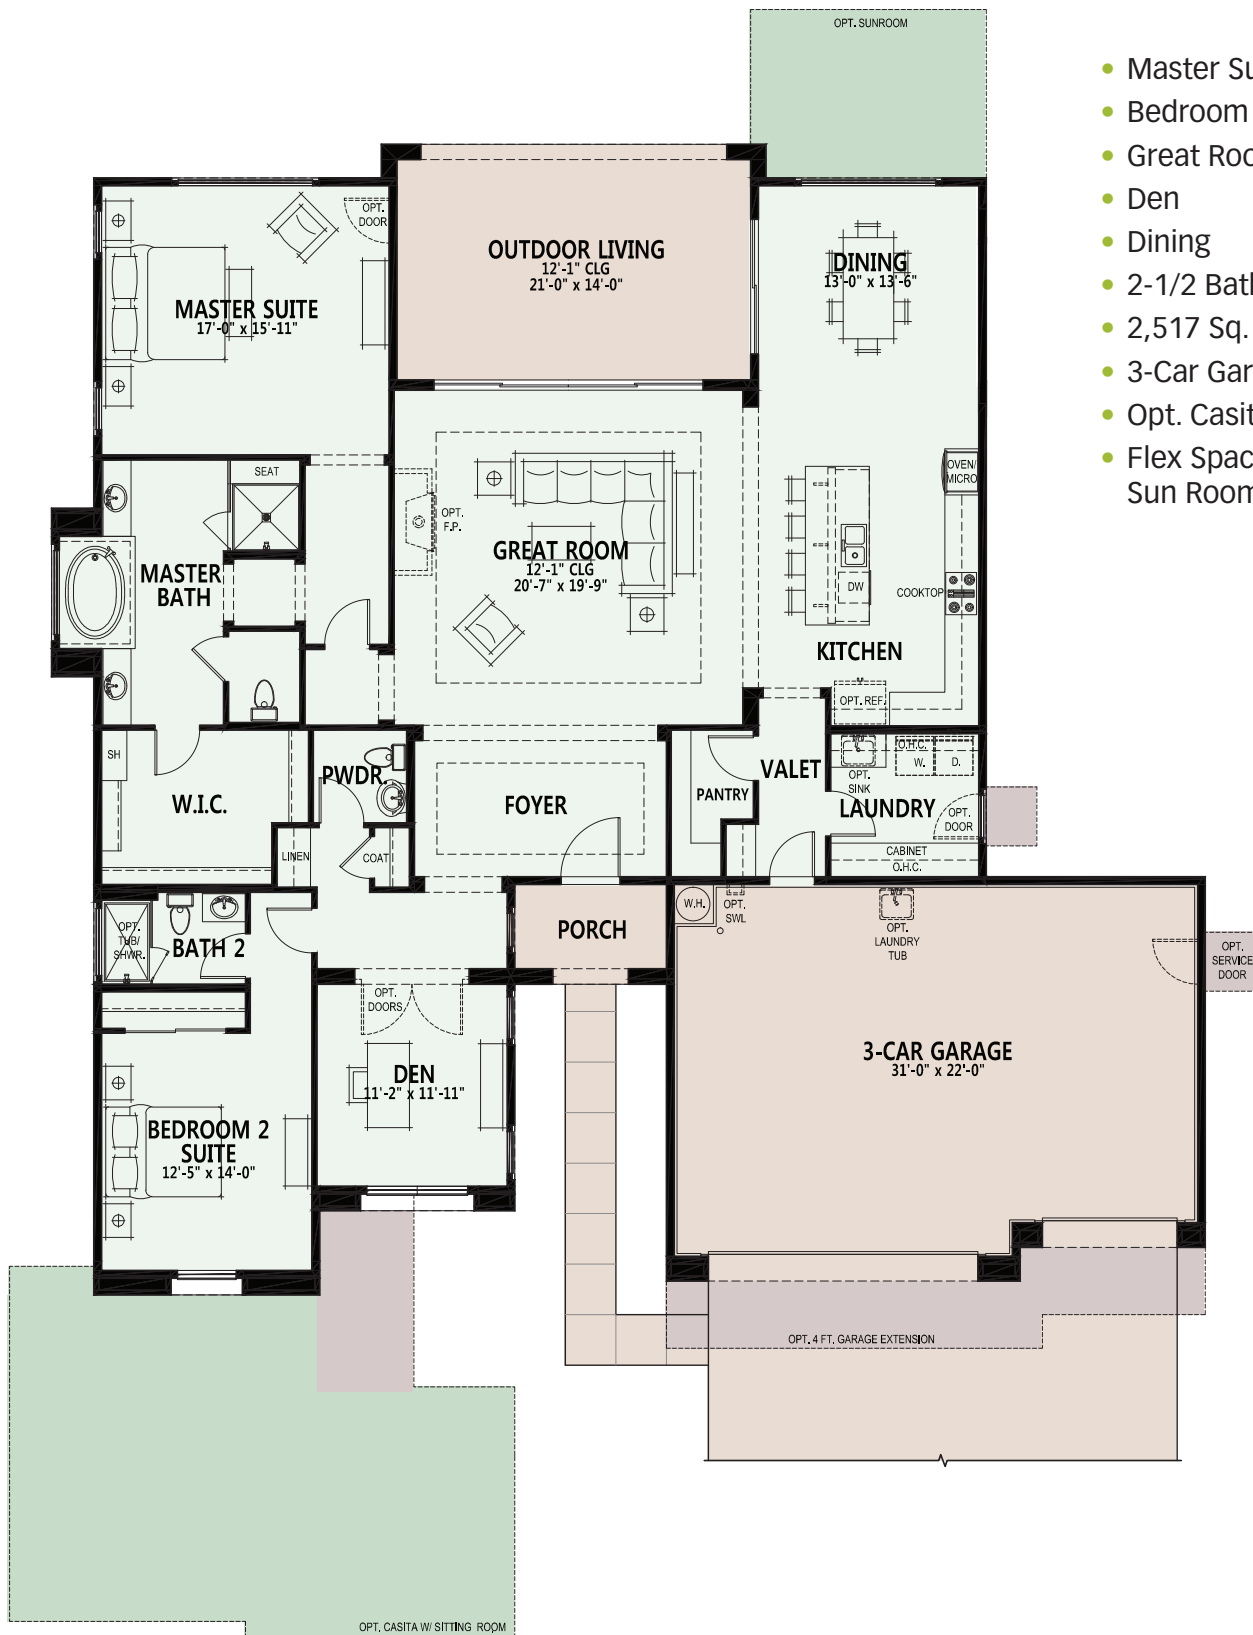 OPT. SUNROOM
• Master Su
• Bedroom
• Great Roo
• Den
• Dining
• 2-1/2 Bath
• 2,517 Sq.
• 3-Car Gar
• Opt. Casit
• Flex Spac
Sun Room
OUTDOOR LIVING
12'-1" CLG
21'-0" x 14'-0"
OPT.
DOOR
MASTER SUITE
17'-0" x 15'-11"
DINING
13'-0" x 13'-6"
SEAT
MASTER
BATH
OPT.
F.P.
GREAT ROOM
12'-1" CLG
20'-7" x 19'-9"
OVEN/
MICRO
DW
COOKTOP
KITCHEN
OPT. REF.
SH
W.I.C.
PWDR.
LINEN
COAT
FOYER
PANTRY
VALET
OPT.
SINK
O.H.C.
W.
D.
LAUNDRY
OPT.
DOOR
CABINET
O.H.C.
OPT.
TUB/
SHWR.
BATH 2
PORCH
W.H.
OPT.
SWL
OPT.
LAUNDRY
TUB
OPT.
SERVICE
DOOR
OPT.
DOORS
DEN
11'-2" x 11'-11"
3-CAR GARAGE
31'-0" x 22'-0"
BEDROOM 2
SUITE
12'-5" x 14'-0"
OPT. 4 FT. GARAGE EXTENSION
OPT. CASITA W/ SITTING ROOM